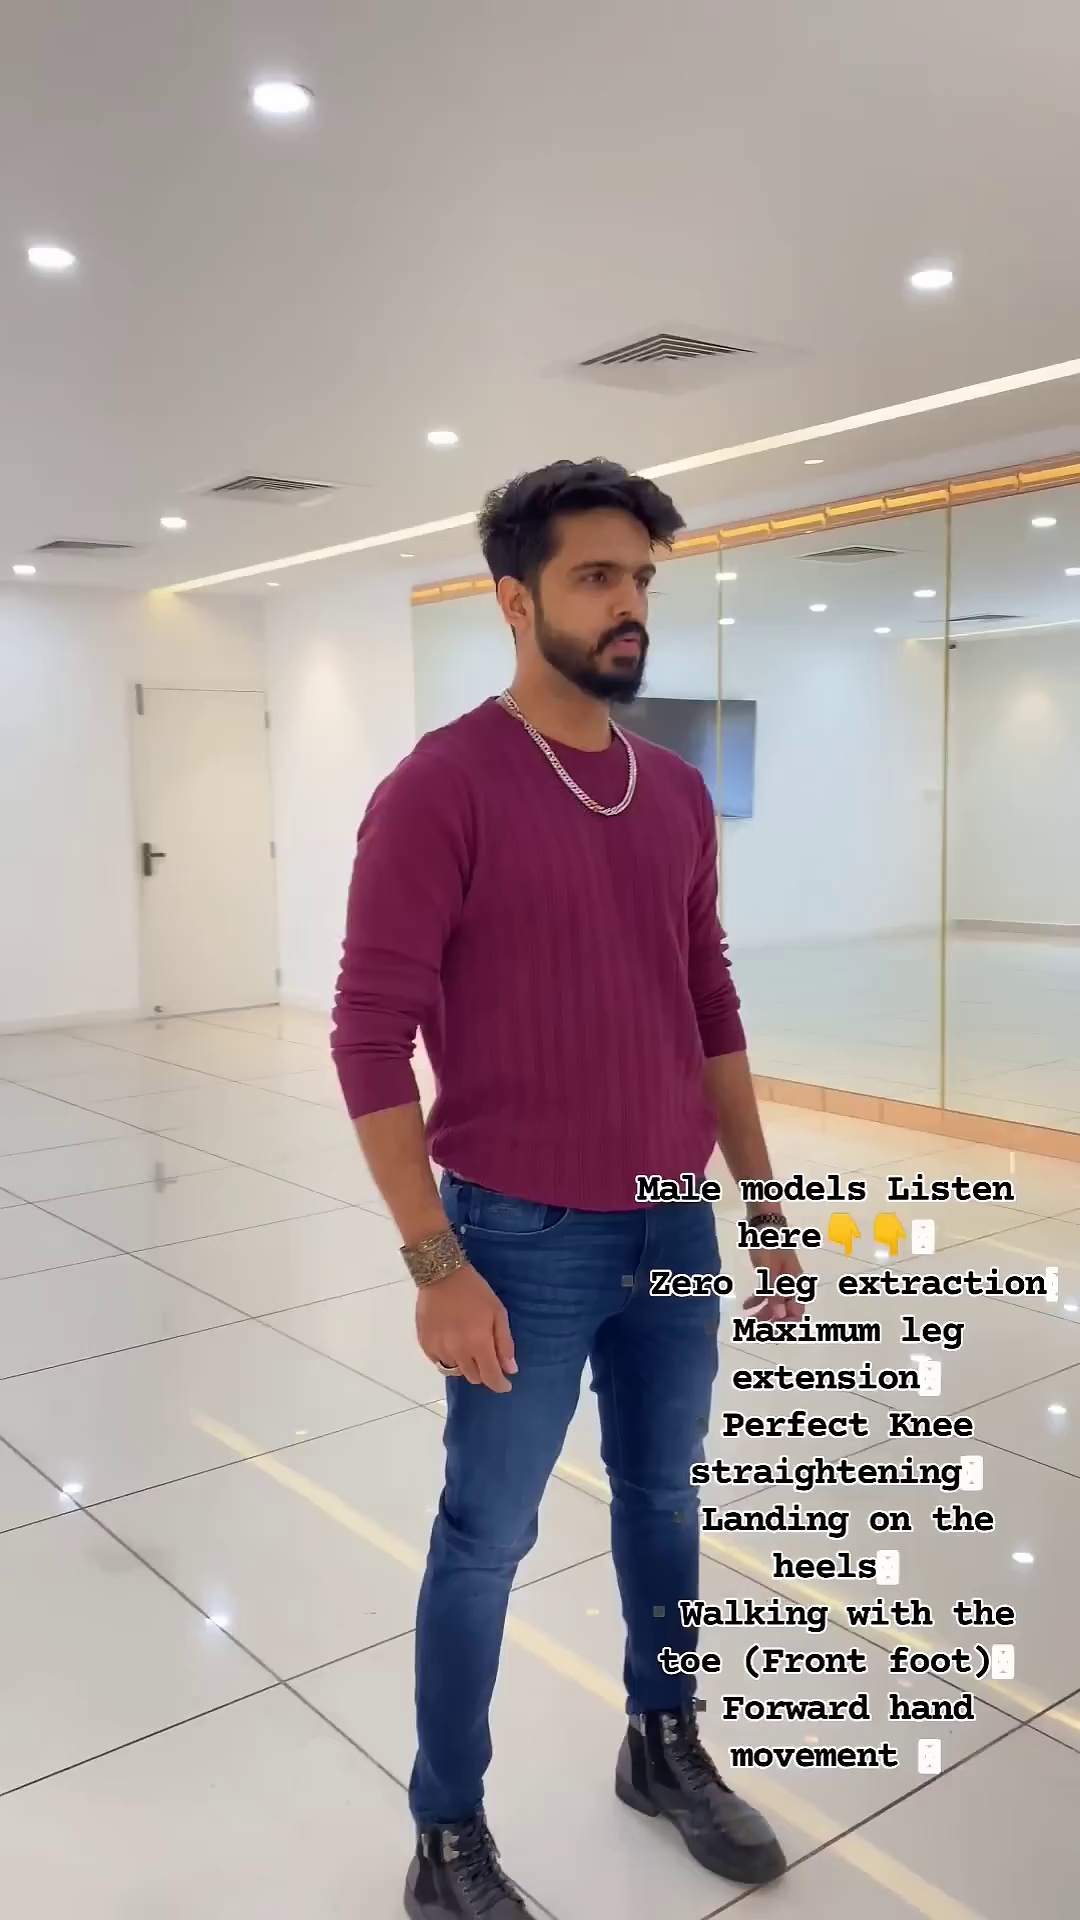 Male models Listen
here👇👇
▪ Zero leg extraction
▪ Maximum leg
extension
▪ Perfect Knee
straightening
▪ Landing on the
heels
▪ Walking with the
toe (Front foot)
▪ Forward hand
movement